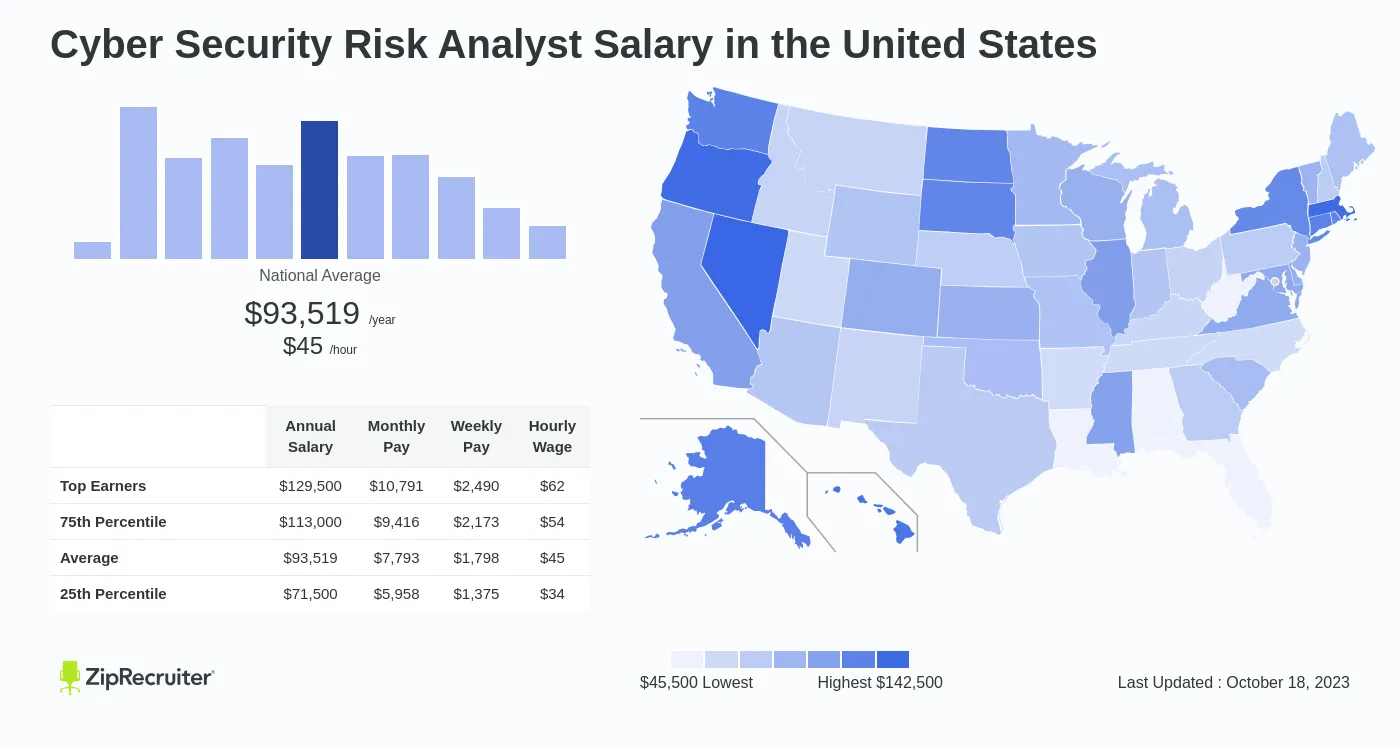 Cyber Security Risk Analyst Salary in the United States
National Average
$93,519 /year
$45 /hour
Annual Salary Monthly Pay Weekly Pay Hourly Wage
Top Earners $129,500 $10,791 $2,490 $62
75th Percentile $113,000 $9,416 $2,173 $54
Average $93,519 $7,793 $1,798 $45
25th Percentile $71,500 $5,958 $1,375 $34
ZipRecruiter®
$45,500 Lowest Highest $142,500
Last Updated : October 18, 2023